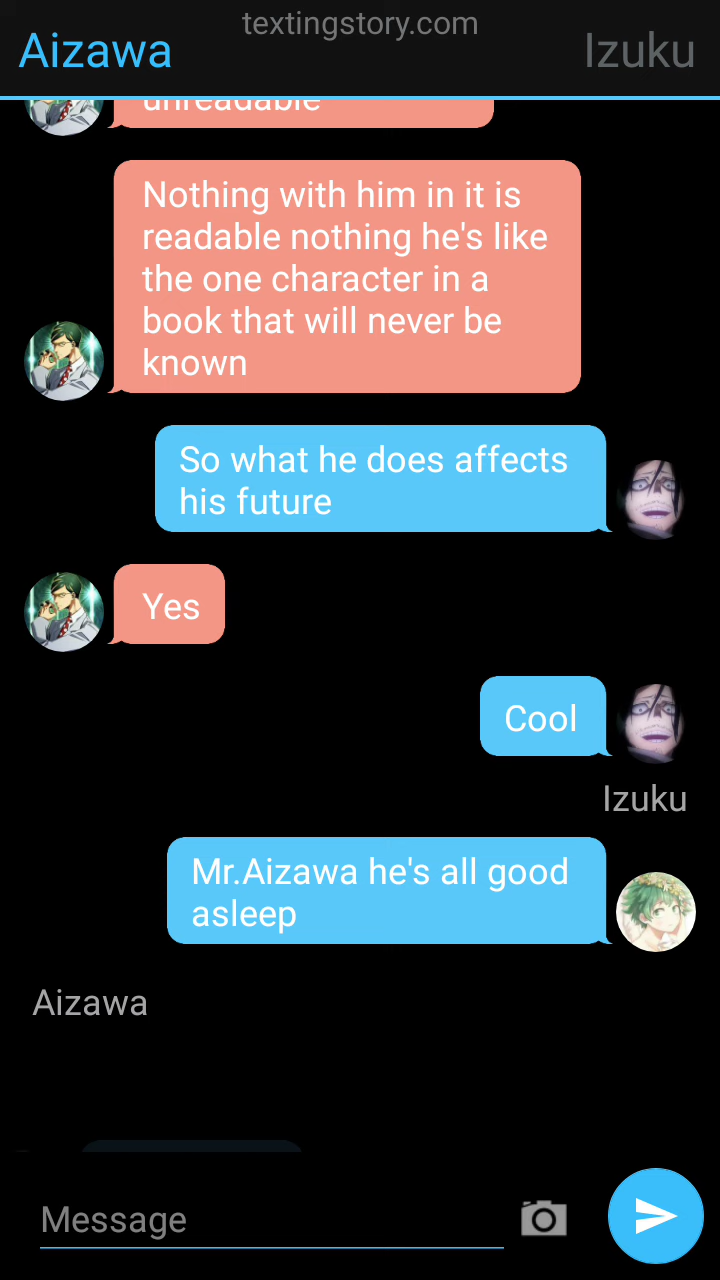 textingstory.com
Aizawa
Izuku
unreadable
Nothing with him in it is
readable nothing he's like
the one character in a
book that will never be
known
So what he does affects
his future
Yes
Cool
Izuku
Mr.Aizawa he's all good
asleep
Aizawa
Message